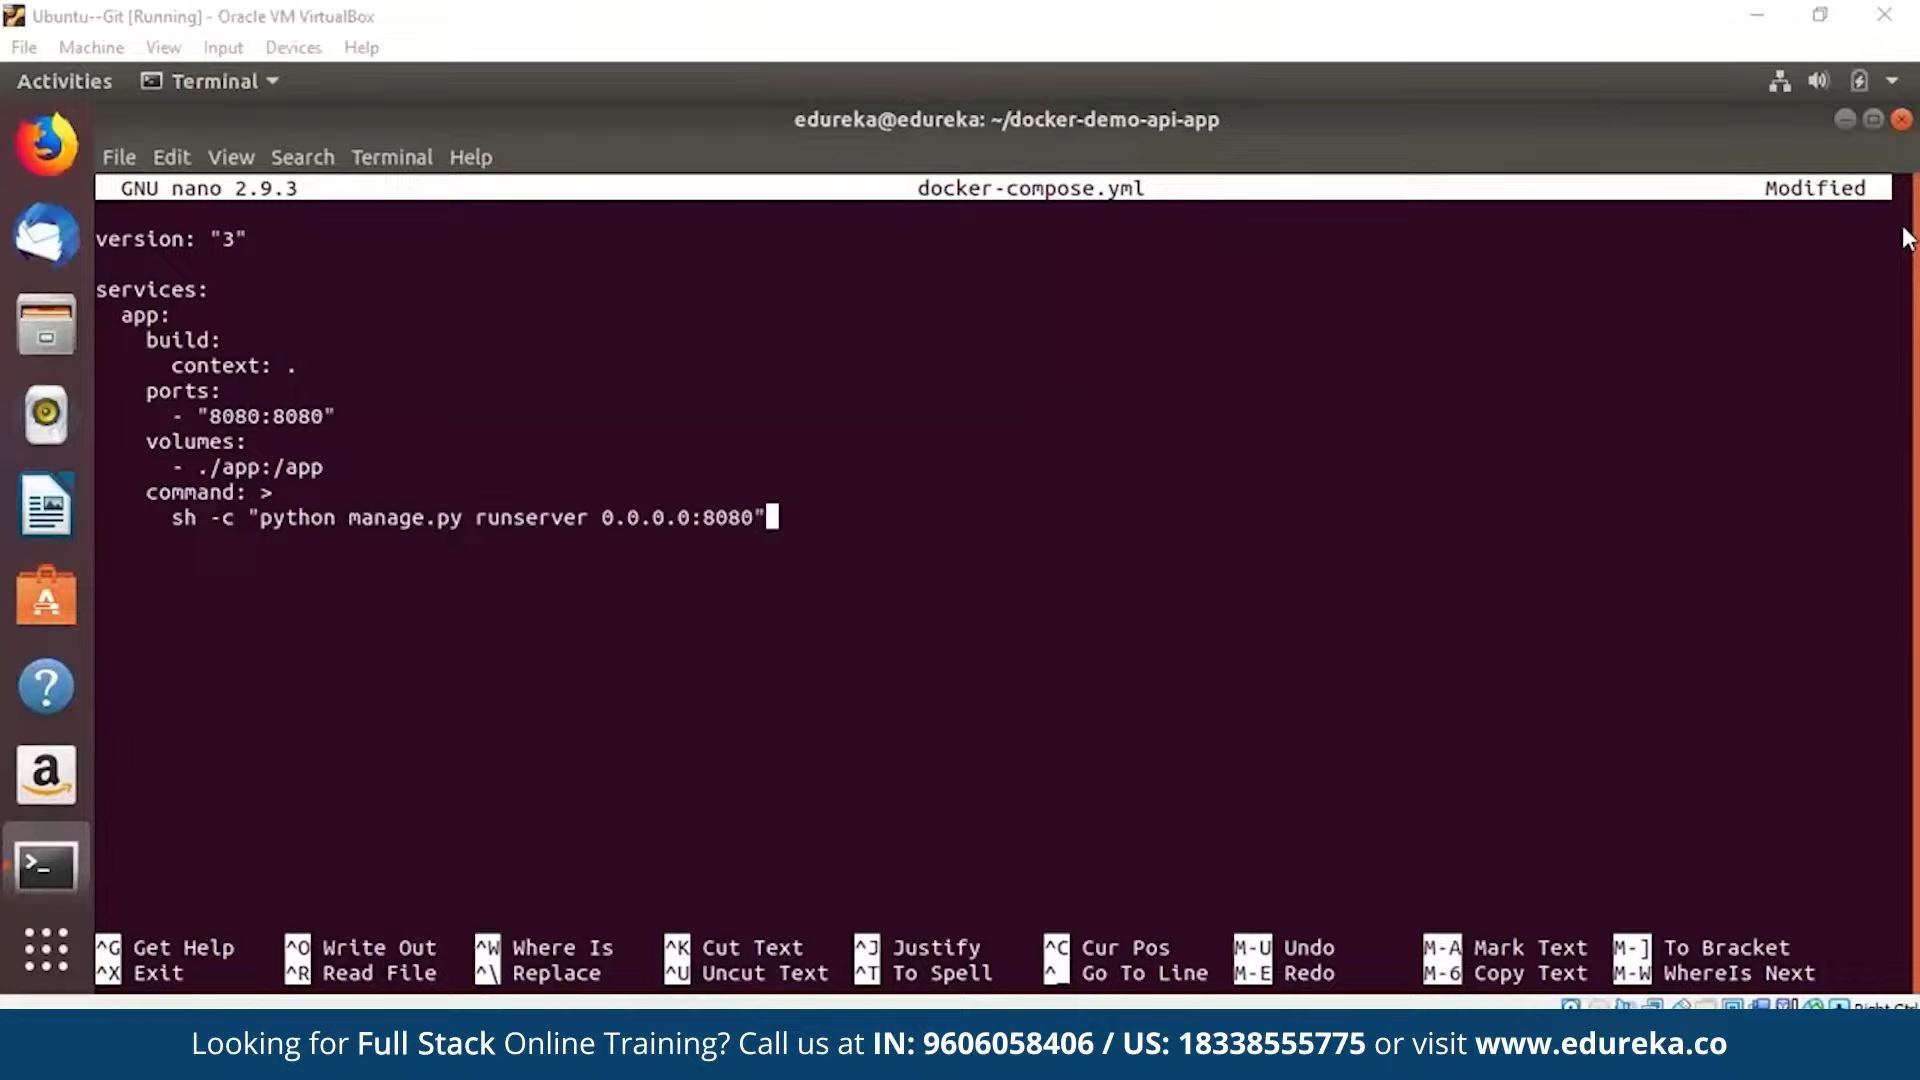 Ubuntu--Git [Running] - Oracle VM VirtualBox
File Machine View Input Devices Help
Activities Terminal
edureka@edureka: ~/docker-demo-api-app
File Edit View Search Terminal Help
GNU nano 2.9.3 docker-compose.yml Modified
version: "3"
services:
  app:
    build:
      context: .
    ports:
      - "8080:8080"
    volumes:
      - ./app:/app
    command: >
      sh -c "python manage.py runserver 0.0.0.0:8080"
^G Get Help ^O Write Out ^W Where Is ^K Cut Text ^J Justify ^C Cur Pos M-U Undo M-A Mark Text M-] To Bracket
^X Exit ^R Read File ^\ Replace ^U Uncut Text ^T To Spell ^_ Go To Line M-E Redo M-6 Copy Text M-W WhereIs Next
Right Ctrl
Looking for Full Stack Online Training? Call us at IN: 9606058406 / US: 18338555775 or visit www.edureka.co